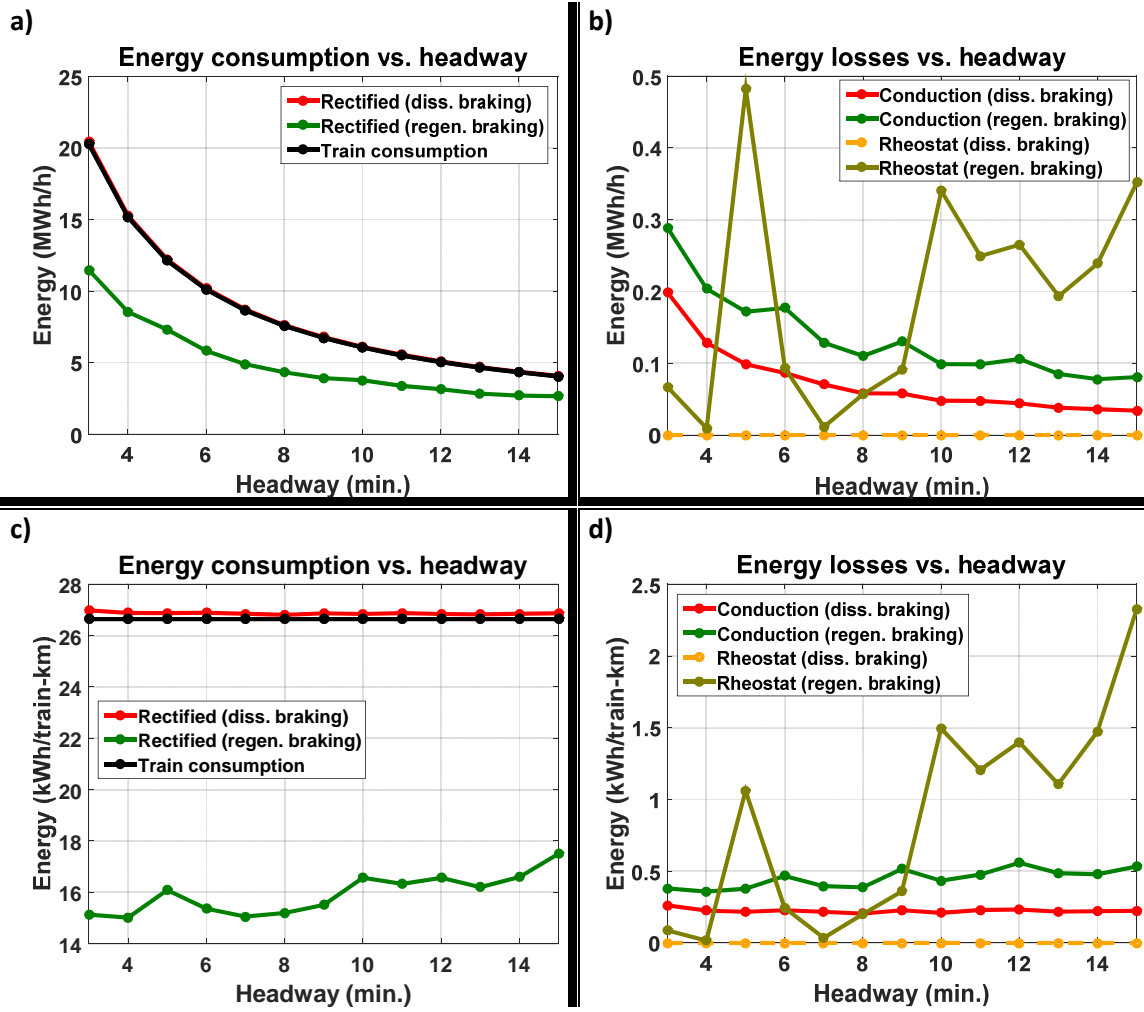 a)
Energy consumption vs. headway
25
20
15
10
5
0
Energy (MWh/h)
Rectified (diss. braking)
Rectified (regen. braking)
Train consumption
4 6 8 10 12 14
Headway (min.)
b)
Energy losses vs. headway
0.5
0.4
0.3
0.2
0.1
0
Energy (MWh/h)
Conduction (diss. braking)
Conduction (regen. braking)
Rheostat (diss. braking)
Rheostat (regen. braking)
4 6 8 10 12 14
Headway (min.)
c)
Energy consumption vs. headway
28
26
24
22
20
18
16
14
Energy (kWh/train-km)
Rectified (diss. braking)
Rectified (regen. braking)
Train consumption
4 6 8 10 12 14
Headway (min.)
d)
Energy losses vs. headway
2.5
2
1.5
1
0.5
0
Energy (kWh/train-km)
Conduction (diss. braking)
Conduction (regen. braking)
Rheostat (diss. braking)
Rheostat (regen. braking)
4 6 8 10 12 14
Headway (min.)